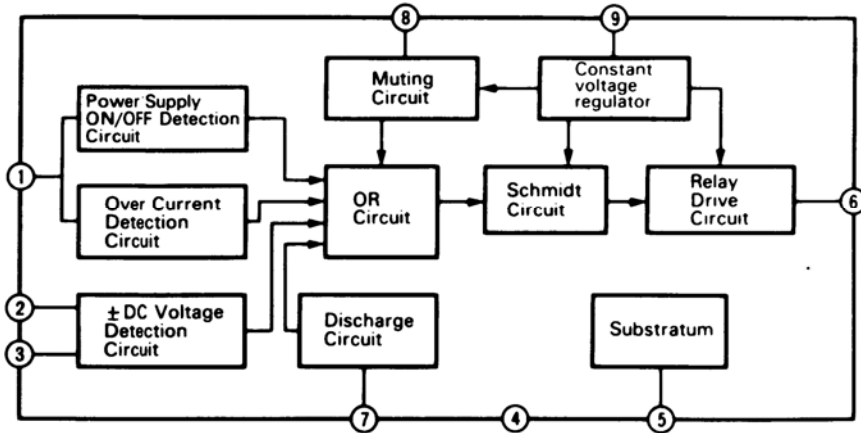 8
9
Muting
Circuit
Constant
voltage
regulator
Power Supply
ON/OFF Detection
Circuit
1
Over Current
Detection
Circuit
OR
Circuit
Schmidt
Circuit
Relay
Drive
Circuit
6
2
3
± DC Voltage
Detection
Circuit
Discharge
Circuit
Substratum
7
4
5